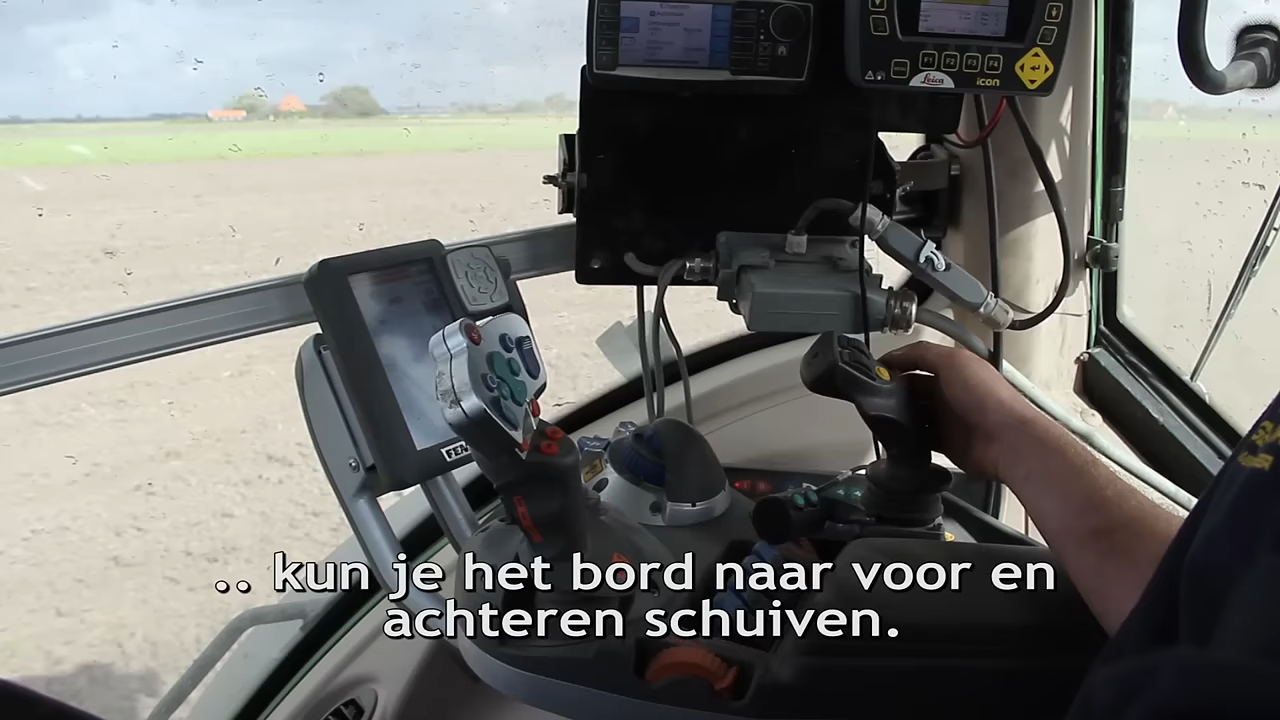 F1 F2 F3 F4
Leica icon
FEN
.. kun je het bord naar voor en
achteren schuiven.